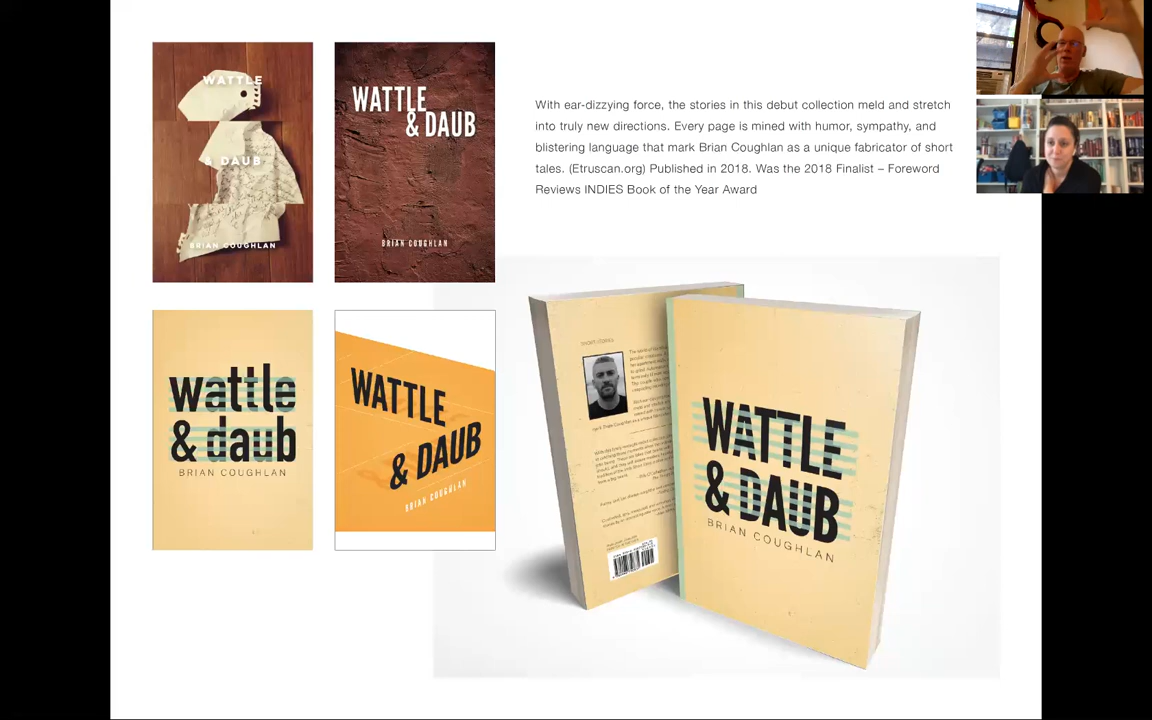 WATTLE
& DAUB
BRIAN COUGHLAN
WATTLE
& DAUB
BRIAN COUGHLAN
With ear-dizzying force, the stories in this debut collection meld and stretch
into truly new directions. Every page is mined with humor, sympathy, and
blistering language that mark Brian Coughlan as a unique fabricator of short
tales. (Etruscan.org) Published in 2018. Was the 2018 Finalist – Foreword
Reviews INDIES Book of the Year Award
wattle
& daub
BRIAN COUGHLAN
WATTLE
& DAUB
BRIAN COUGHLAN
WATTLE
& DAUB
BRIAN COUGHLAN